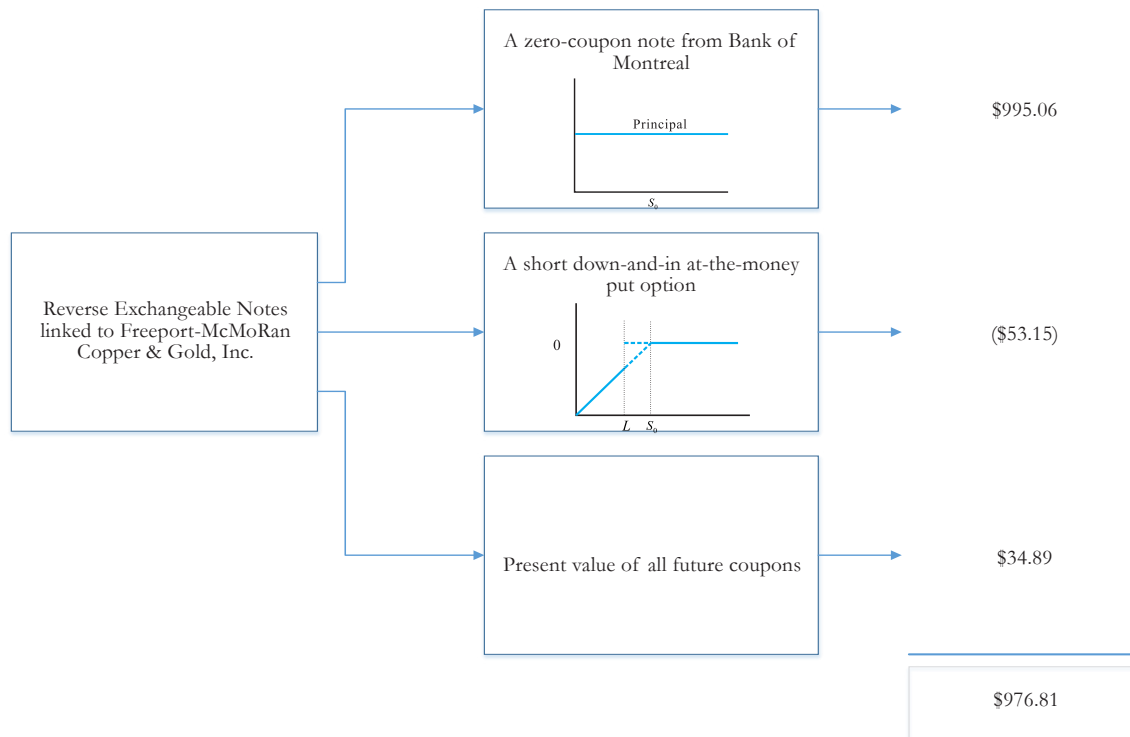 A zero-coupon note from Bank of
Montreal
Principal
S₀
$995.06
Reverse Exchangeable Notes
linked to Freeport-McMoRan
Copper & Gold, Inc.
A short down-and-in at-the-money
put option
0
L S₀
($53.15)
Present value of all future coupons
$34.89
$976.81